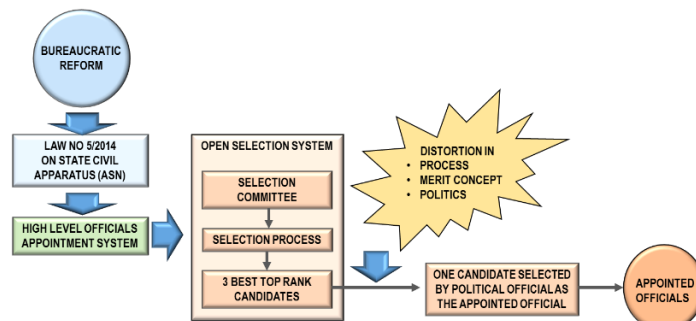 BUREAUCRATIC
REFORM
LAW NO 5/2014
ON STATE CIVIL
APPARATUS (ASN)
HIGH LEVEL OFFICIALS
APPOINTMENT SYSTEM
OPEN SELECTION SYSTEM
SELECTION
COMMITTEE
SELECTION PROCESS
3 BEST TOP RANK
CANDIDATES
DISTORTION IN
• PROCESS
• MERIT CONCEPT
• POLITICS
ONE CANDIDATE SELECTED
BY POLITICAL OFFICIAL AS
THE APPOINTED OFFICIAL
APPOINTED
OFFICIALS